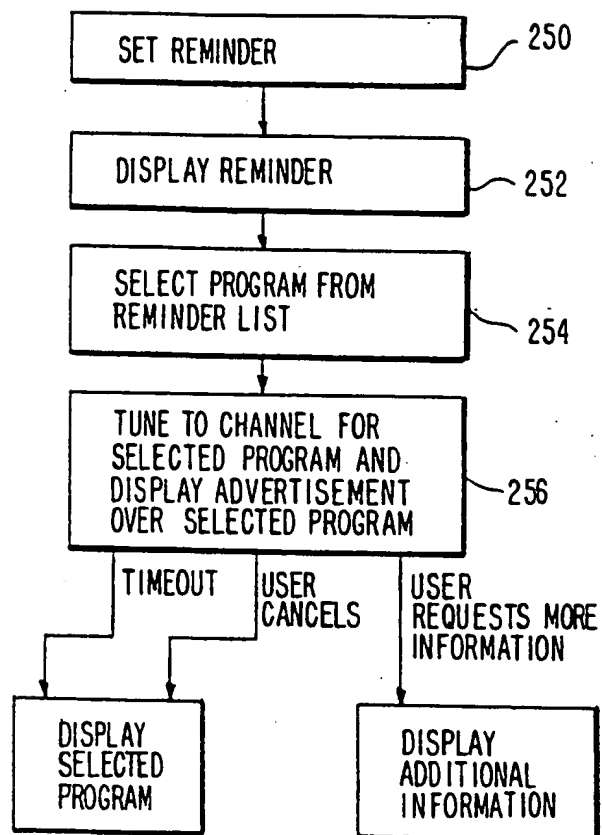 SET REMINDER
250
DISPLAY REMINDER
252
SELECT PROGRAM FROM
REMINDER LIST
254
TUNE TO CHANNEL FOR
SELECTED PROGRAM AND
DISPLAY ADVERTISEMENT
OVER SELECTED PROGRAM
256
TIMEOUT
USER
CANCELS
USER
REQUESTS MORE
INFORMATION
DISPLAY
SELECTED
PROGRAM
DISPLAY
ADDITIONAL
INFORMATION